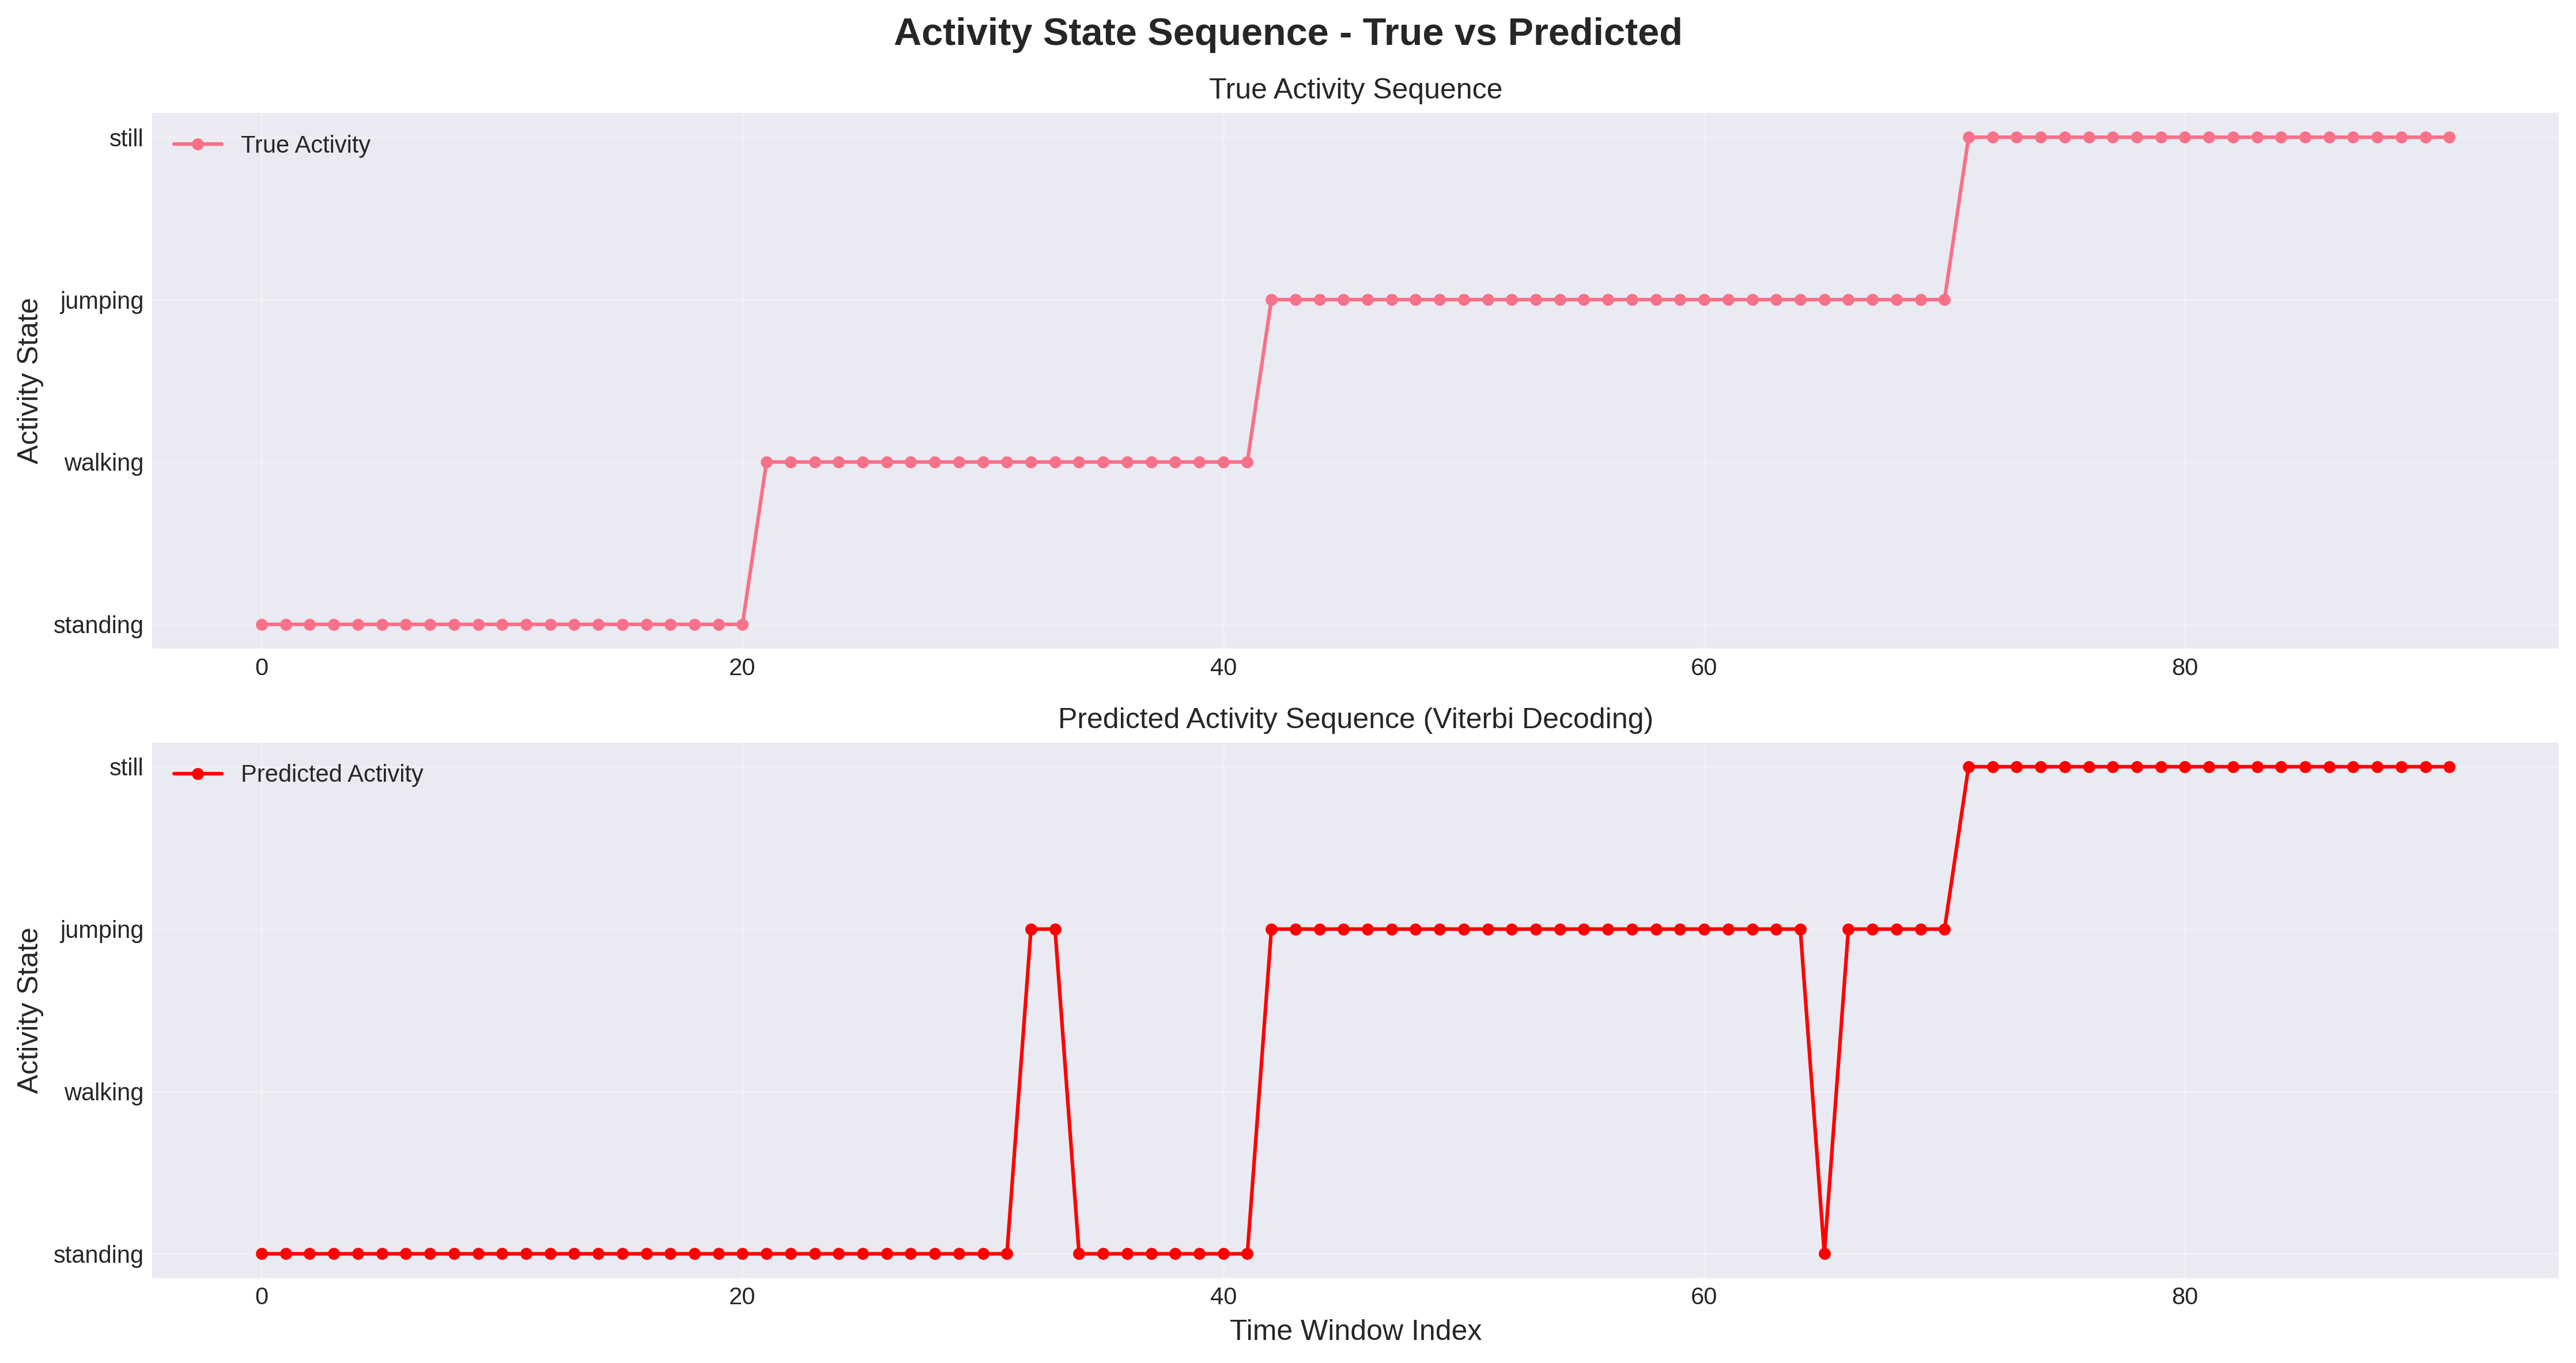 Activity State Sequence - True vs Predicted
True Activity Sequence
True Activity
Activity State
still
jumping
walking
standing
0 20 40 60 80
Predicted Activity Sequence (Viterbi Decoding)
Predicted Activity
Activity State
still
jumping
walking
standing
0 20 40 60 80
Time Window Index